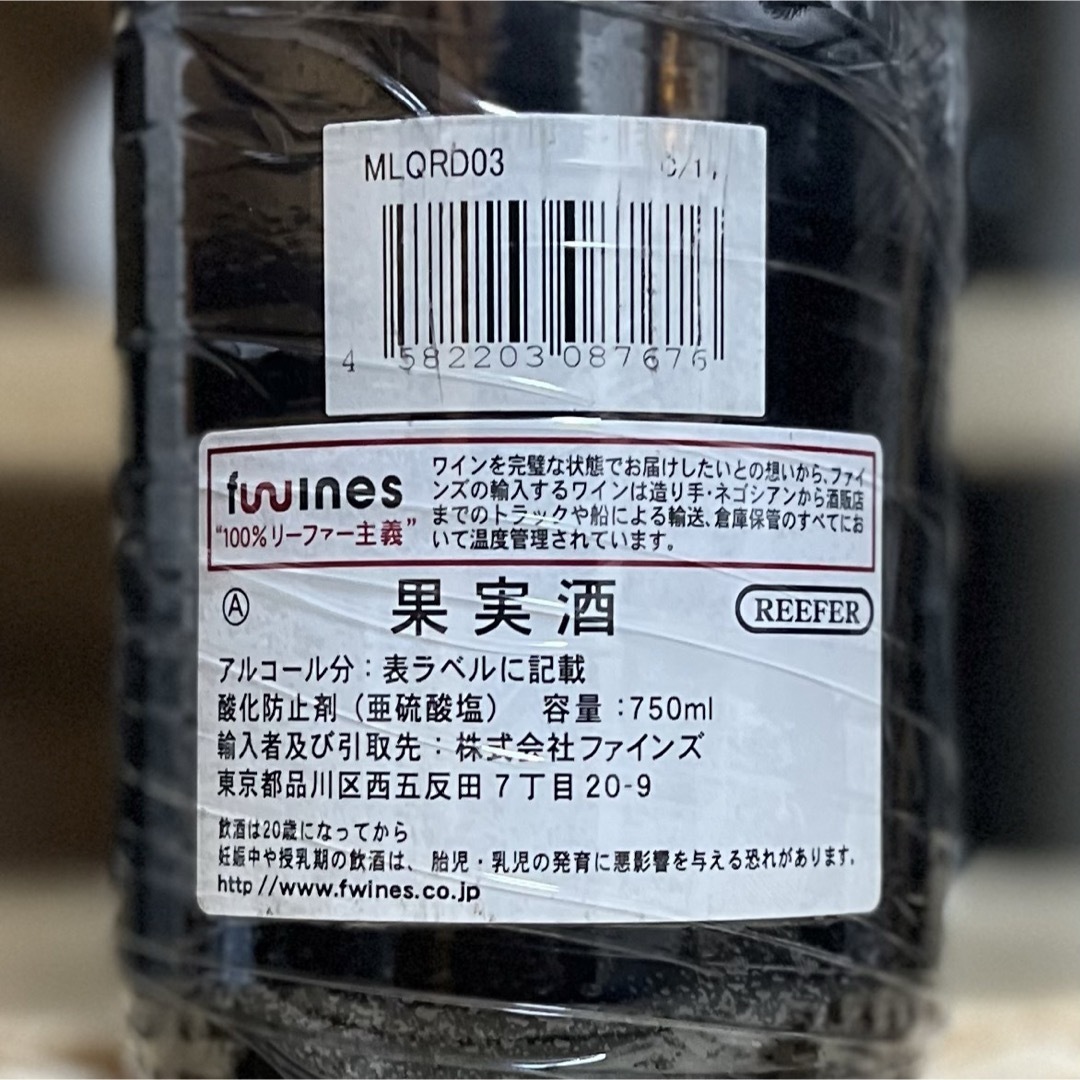 MLQRD03
4 582203 087676
fwines
"100%リーファー主義"
ワインを完璧な状態でお届けしたいとの想いから、ファイ
ンズの輸入するワインは造り手・ネゴシアンから酒販店
までのトラックや船による輸送、倉庫保管のすべてにお
いて温度管理されています。
Ⓐ 果実酒 REEFER
アルコール分：表ラベルに記載
酸化防止剤（亜硫酸塩） 容量：750ml
輸入者及び引取先：株式会社ファインズ
東京都品川区西五反田7丁目20-9
飲酒は20歳になってから
妊娠中や授乳期の飲酒は、胎児・乳児の発育に悪影響を与える恐れがあります。
http://www.fwines.co.jp